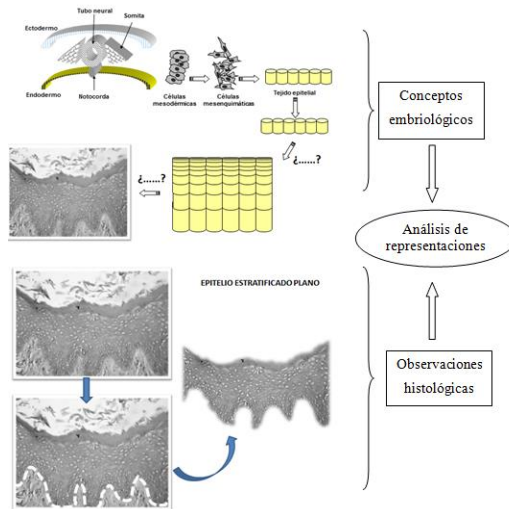 Tubo neural
Somita
Ectodermo
Endodermo
Notocorda
Células
mesodérmicas
Células
mesenquimáticas
Tejido epitelial
¿......?
¿......?
Conceptos
embriológicos
Análisis de
representaciones
EPITELIO ESTRATIFICADO PLANO
Observaciones
histológicas